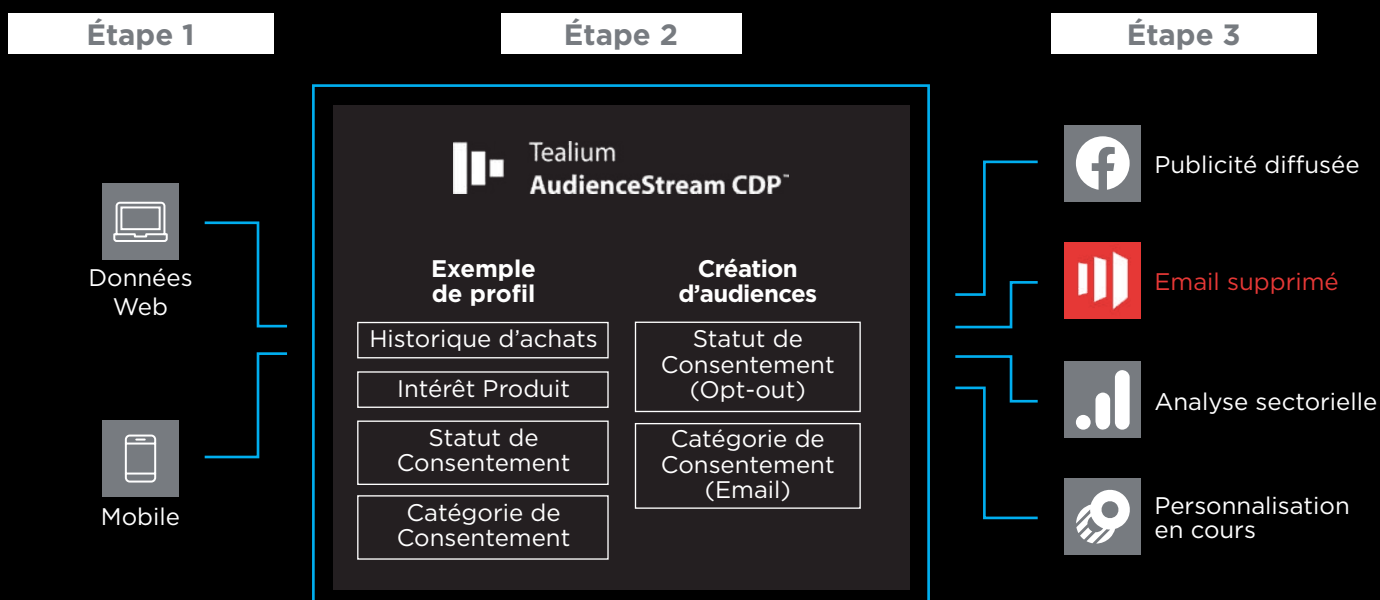 Étape 1
Étape 2
Étape 3
Données
Web
Mobile
Tealium
AudienceStream CDP™
Exemple
de profil
Historique d’achats
Intérêt Produit
Statut de
Consentement
Catégorie de
Consentement
Création
d’audiences
Statut de
Consentement
(Opt-out)
Catégorie de
Consentement
(Email)
Publicité diffusée
Email supprimé
Analyse sectorielle
Personnalisation
en cours